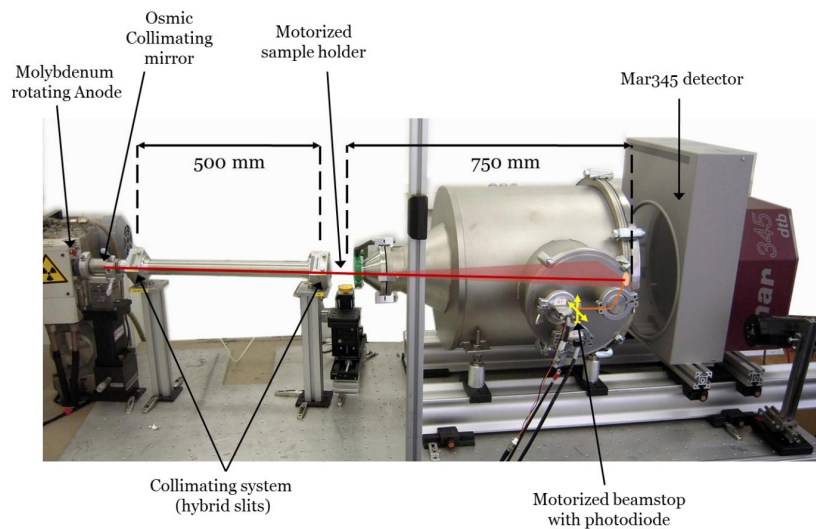 Osmic
Collimating
mirror
Motorized
sample holder
Molybdenum
rotating Anode
Mar345 detector
500 mm
750 mm
mar 345
dtb
Collimating system
(hybrid slits)
Motorized beamstop
with photodiode